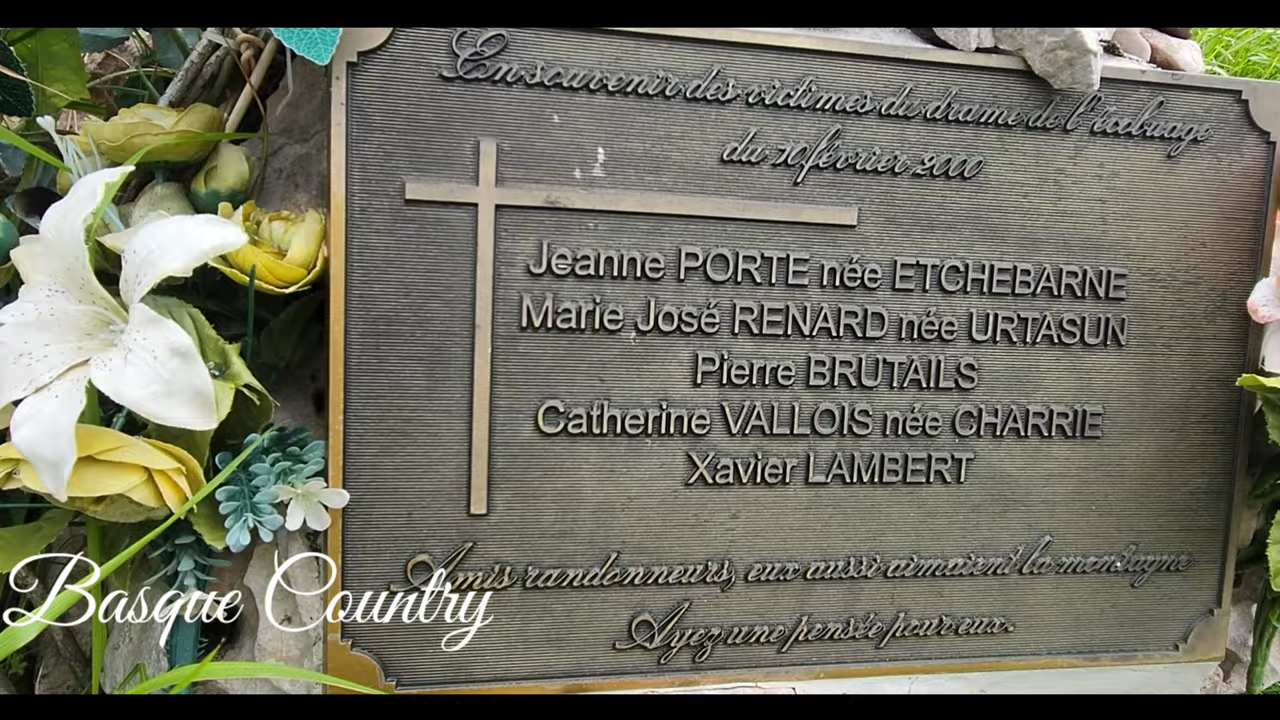 En souvenir des victimes du drame de l'écobuage
du 10 février 2000
Jeanne PORTE née ETCHEBARNE
Marie José RENARD née URTASUN
Pierre BRUTAILS
Catherine VALLOIS née CHARRIE
Xavier LAMBERT
Amis randonneurs, eux aussi aimaient la montagne
Ayez une pensée pour eux.
Basque Country